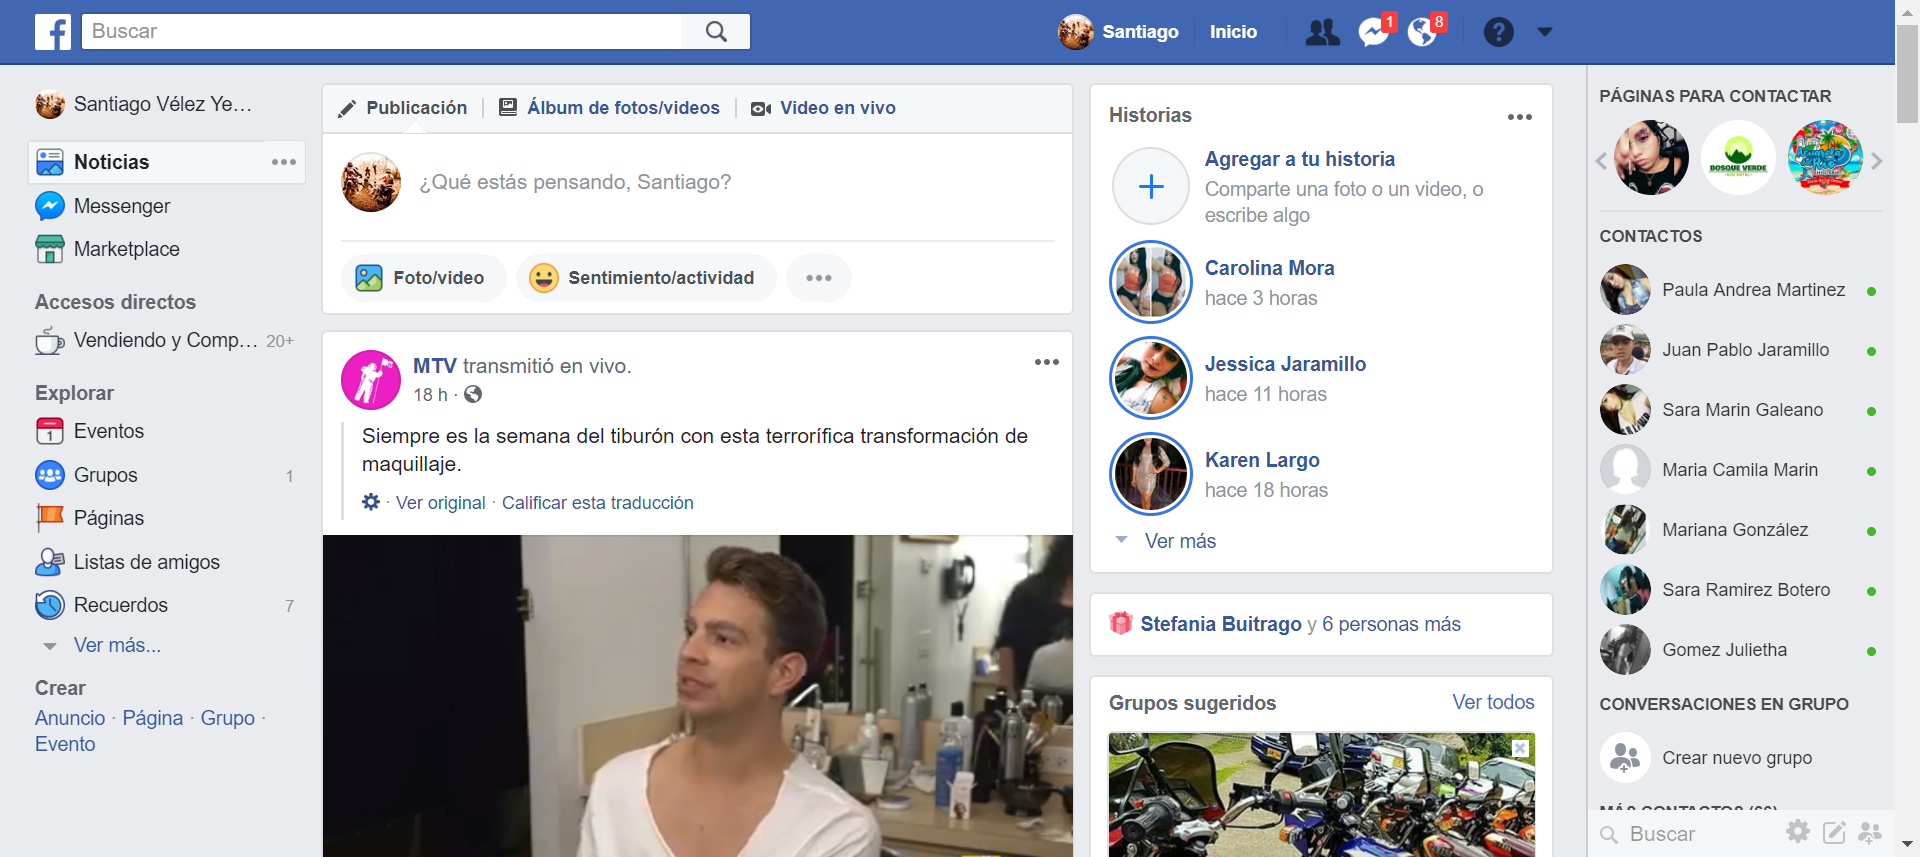 Buscar
Santiago
Inicio
1
8
Santiago Vélez Ye...
Noticias
Messenger
Marketplace
Accesos directos
Vendiendo y Comp... 20+
Explorar
1
Eventos
Grupos 1
Páginas
Listas de amigos
Recuerdos 7
Ver más...
Crear
Anuncio · Página · Grupo ·
Evento
Publicación
Álbum de fotos/videos
Video en vivo
¿Qué estás pensando, Santiago?
Foto/video
Sentimiento/actividad
MTV transmitió en vivo.
18 h ·
Siempre es la semana del tiburón con esta terrorífica transformación de
maquillaje.
· Ver original · Calificar esta traducción
Historias
Agregar a tu historia
Comparte una foto o un video, o
escribe algo
Carolina Mora
hace 3 horas
Jessica Jaramillo
hace 11 horas
Karen Largo
hace 18 horas
Ver más
Stefania Buitrago y 6 personas más
Grupos sugeridos
Ver todos
PÁGINAS PARA CONTACTAR
BOSQUE VERDE
CONTACTOS
Paula Andrea Martinez
Juan Pablo Jaramillo
Sara Marin Galeano
Maria Camila Marin
Mariana González
Sara Ramirez Botero
Gomez Julietha
CONVERSACIONES EN GRUPO
Crear nuevo grupo
MÁS CONTACTOS (66)
Buscar